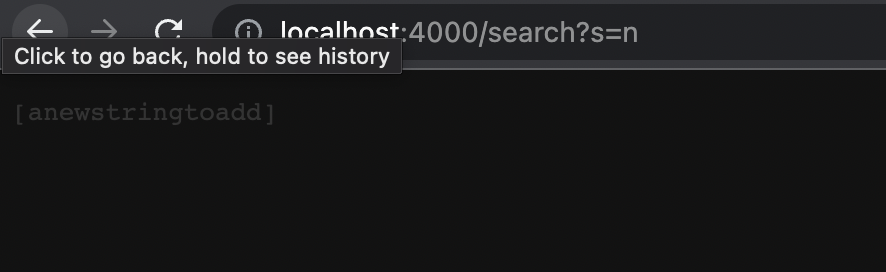 localhost:4000/search?s=n
Click to go back, hold to see history
[anewstringtoadd]